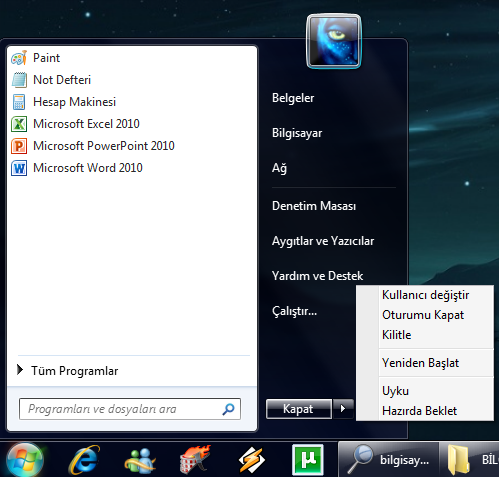 Paint
Not Defteri
Hesap Makinesi
Microsoft Excel 2010
Microsoft PowerPoint 2010
Microsoft Word 2010
Tüm Programlar
Programları ve dosyaları ara
Belgeler
Bilgisayar
Ağ
Denetim Masası
Aygıtlar ve Yazıcılar
Yardım ve Destek
Çalıştır...
Kapat
Kullanıcı değiştir
Oturumu Kapat
Kilitle
Yeniden Başlat
Uyku
Hazırda Beklet
bilgisay...
BİL